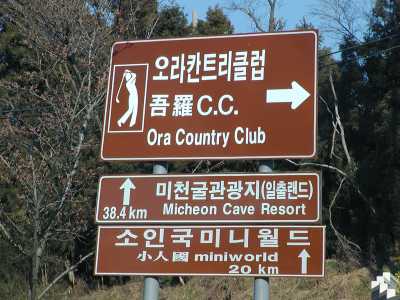 오라칸트리클럽
吾羅C.C.
Ora Country Club
미천굴관광지(일출랜드)
38.4 km Micheon Cave Resort
소인국미니월드
小人國 miniworld
20 km